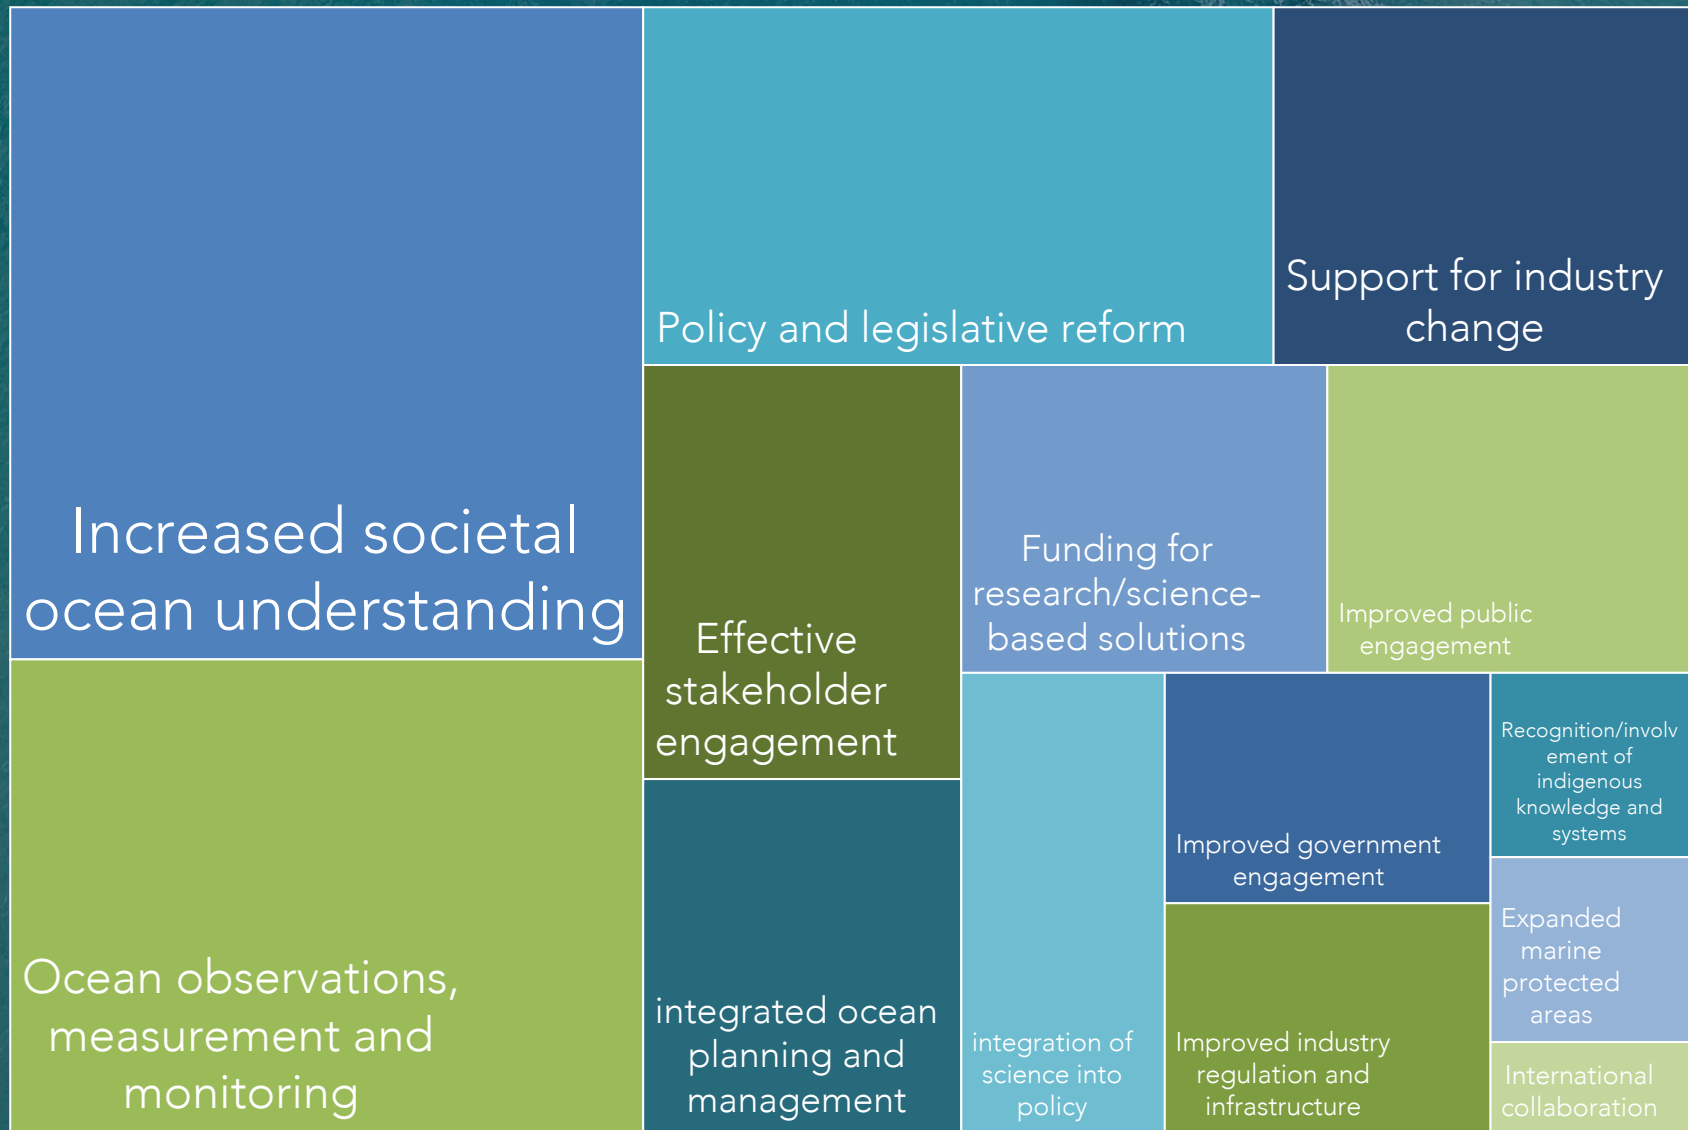 Increased societal
ocean understanding
Ocean observations,
measurement and
monitoring
Policy and legislative reform
Support for industry
change
Effective
stakeholder
engagement
integrated ocean
planning and
management
Funding for
research/science-
based solutions
Improved public
engagement
integration of
science into
policy
Improved government
engagement
Improved industry
regulation and
infrastructure
Recognition/involv
ement of
indigenous
knowledge and
systems
Expanded
marine
protected
areas
International
collaboration